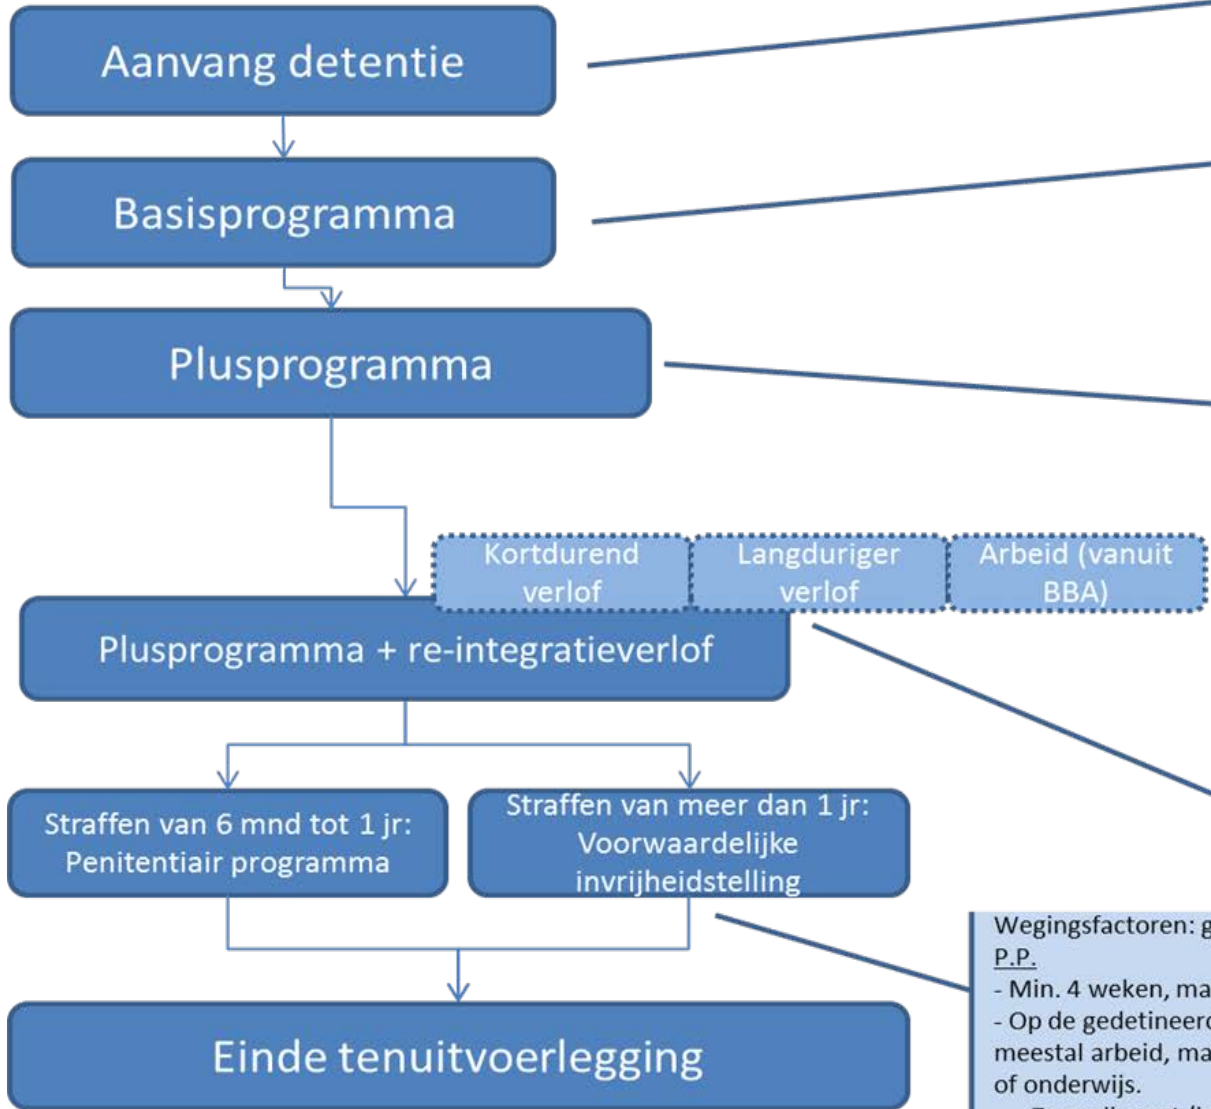 Aanvang detentie
Basisprogramma
Plusprogramma
Kortdurend
verlof
Langduriger
verlof
Arbeid (vanuit
BBA)
Plusprogramma + re-integratieverlof
Straffen van 6 mnd tot 1 jr:
Penitentiair programma
Straffen van meer dan 1 jr:
Voorwaardelijke
invrijheidstelling
Einde tenuitvoerlegging
Wegingsfactoren:
P.P.
- Min. 4 weken,
- Op de
meestal arbeid,
of onderwijs.